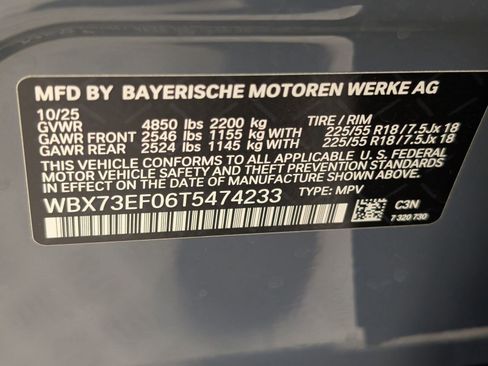 MFD BY BAYERISCHE MOTOREN WERKE AG
10/25
GVWR 4850 lbs 2200 kg TIRE / RIM
GAWR FRONT 2546 lbs 1155 kg WITH 225/55 R18/7.5Jx 18
GAWR REAR 2524 lbs 1145 kg WITH 225/55 R18/7.5Jx 18
THIS VEHICLE CONFORMS TO ALL APPLICABLE U.S. FEDERAL
MOTOR VEHICLE SAFETY AND THEFT PREVENTION STANDARDS
IN EFFECT ON THE DATE OF MANUFACTURE SHOWN ABOVE.
WBX73EF06T5474233 TYPE: MPV
C3N
7 320 730